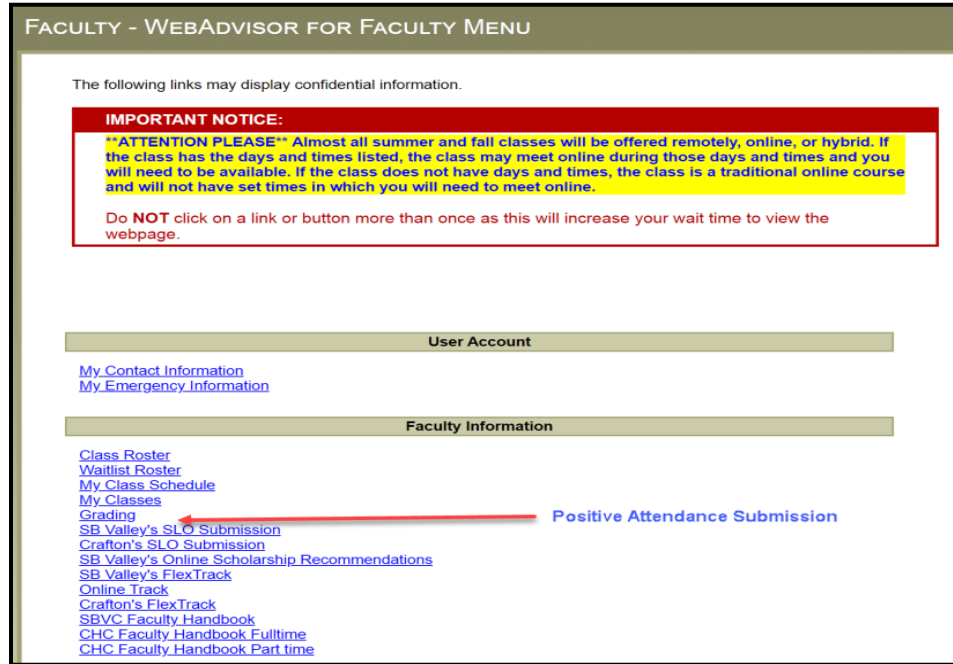 FACULTY - WEBADVISOR FOR FACULTY MENU
The following links may display confidential information.
IMPORTANT NOTICE:
**ATTENTION PLEASE** Almost all summer and fall classes will be offered remotely, online, or hybrid. If
the class has the days and times listed, the class may meet online during those days and times and you
will need to be available. If the class does not have days and times, the class is a traditional online course
and will not have set times in which you will need to meet online.
Do NOT click on a link or button more than once as this will increase your wait time to view the
webpage.
User Account
My Contact Information
My Emergency Information
Faculty Information
Class Roster
Waitlist Roster
My Class Schedule
My Classes
Grading
Positive Attendance Submission
SB Valley's SLO Submission
Crafton's SLO Submission
SB Valley's Online Scholarship Recommendations
SB Valley's FlexTrack
Online Track
Crafton's FlexTrack
SBVC Faculty Handbook
CHC Faculty Handbook Fulltime
CHC Faculty Handbook Part time